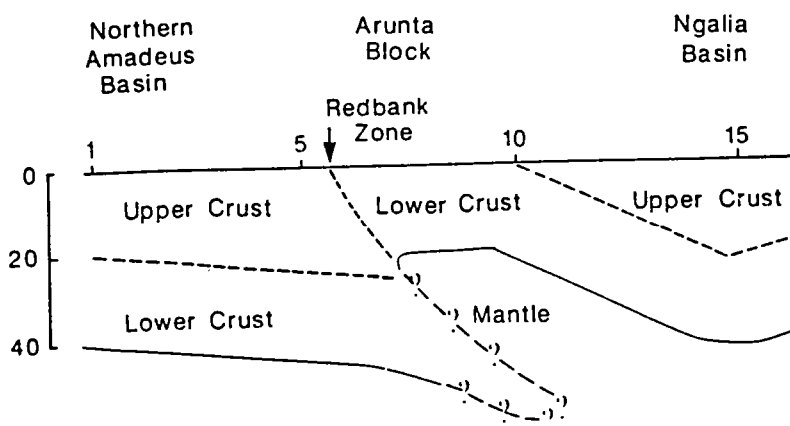 Northern
Amadeus
Basin
Arunta
Block
Ngalia
Basin
Redbank
Zone
1
5
10
15
0
Upper Crust
Lower Crust
Upper Crust
20
Lower Crust
Mantle
40
?
?
?
?
?
?
?